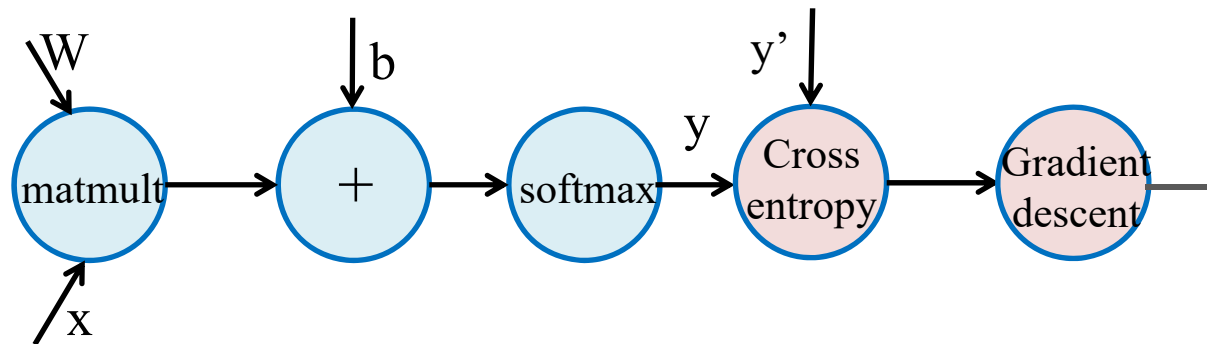 W
b
y’
y
matmult
+
softmax
Cross
entropy
Gradient
descent
x